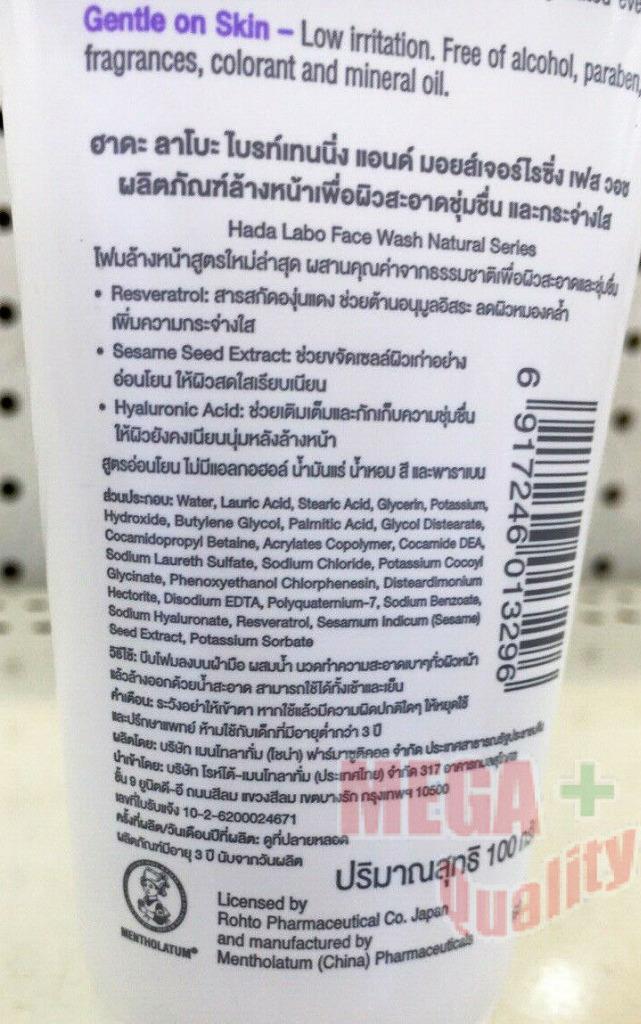 Gentle on Skin – Low irritation. Free of alcohol, paraben,
fragrances, colorant and mineral oil.
ฮาดะ ลาโบะ ไบรท์เทนนิ่ง แอนด์ มอยส์เจอร์ไรซิ่ง เฟส วอช
ผลิตภัณฑ์ล้างหน้าเพื่อผิวสะอาดชุ่มชื่น และกระจ่างใส
Hada Labo Face Wash Natural Series
โฟมล้างหน้าสูตรใหม่ล่าสุด ผสานคุณค่าจากธรรมชาติเพื่อผิวสะอาดและชุ่มชื่น
• Resveratrol: สารสกัดองุ่นแดง ช่วยต้านอนุมูลอิสระ ลดผิวหมองคล้ำ
เพิ่มความกระจ่างใส
• Sesame Seed Extract: ช่วยขจัดเซลล์ผิวเก่าอย่าง
อ่อนโยน ให้ผิวสดใสเรียบเนียน
• Hyaluronic Acid: ช่วยเติมเต็มและกักเก็บความชุ่มชื่น
ให้ผิวยังคงเนียนนุ่มหลังล้างหน้า
สูตรอ่อนโยน ไม่มีแอลกอฮอล์ น้ำมันแร่ น้ำหอม สี และพาราเบน
ส่วนประกอบ: Water, Lauric Acid, Stearic Acid, Glycerin, Potassium,
Hydroxide, Butylene Glycol, Palmitic Acid, Glycol Distearate,
Cocamidopropyl Betaine, Acrylates Copolymer, Cocamide DEA,
Sodium Laureth Sulfate, Sodium Chloride, Potassium Cocoyl
Glycinate, Phenoxyethanol Chlorphenesin, Disteardimonium
Hectorite, Disodium EDTA, Polyquaternium-7, Sodium Benzoate,
Sodium Hyaluronate, Resveratrol, Sesamum Indicum (Sesame)
Seed Extract, Potassium Sorbate
วิธีใช้: บีบโฟมลงบนฝ่ามือ ผสมน้ำ นวดทำความสะอาดเบาๆทั่วผิวหน้า
แล้วล้างออกด้วยน้ำสะอาด สามารถใช้ได้ทั้งเช้าและเย็น
คำเตือน: ระวังอย่าให้เข้าตา หากใช้แล้วมีความผิดปกติใดๆ ให้หยุดใช้
และปรึกษาแพทย์ ห้ามใช้กับเด็กที่มีอายุต่ำกว่า 3 ปี
ผลิตโดย: บริษัท เมนโทลาทั่ม (ไชน่า) ฟาร์มาซูติคอล จำกัด ประเทศสาธารณรัฐประชาชนจีน
นำเข้าโดย: บริษัท โรห์โต้-เมนโทลาทั่ม (ประเทศไทย) จำกัด 317 อาคารกมลสุโกศล
ชั้น 9 ยูนิตดี-อี ถนนสีลม แขวงสีลม เขตบางรัก กรุงเทพฯ 10500
เลขที่ใบรับแจ้ง 10-2-6200024671
ครั้งที่ผลิต/วันเดือนปีที่ผลิต: ดูที่ปลายหลอด
ผลิตภัณฑ์มีอายุ 3 ปี นับจากวันผลิต
ปริมาณสุทธิ 100 กรัม
6 917246 013296
MENTHOLATUM®
Licensed by
Rohto Pharmaceutical Co. Japan
and manufactured by
Mentholatum (China) Pharmaceuticals
MEGA +
Quality